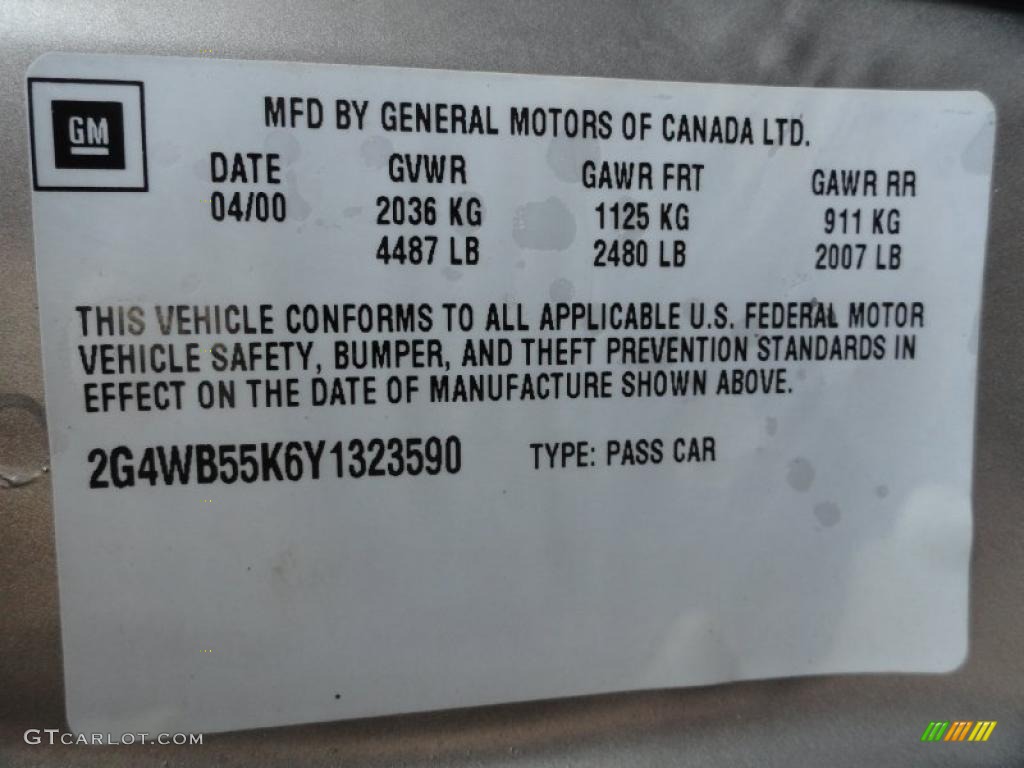 GM
MFD BY GENERAL MOTORS OF CANADA LTD.
DATE GVWR GAWR FRT GAWR RR
04/00 2036 KG 1125 KG 911 KG
4487 LB 2480 LB 2007 LB
THIS VEHICLE CONFORMS TO ALL APPLICABLE U.S. FEDERAL MOTOR
VEHICLE SAFETY, BUMPER, AND THEFT PREVENTION STANDARDS IN
EFFECT ON THE DATE OF MANUFACTURE SHOWN ABOVE.
2G4WB55K6Y1323590 TYPE: PASS CAR
GTCARLOT.COM